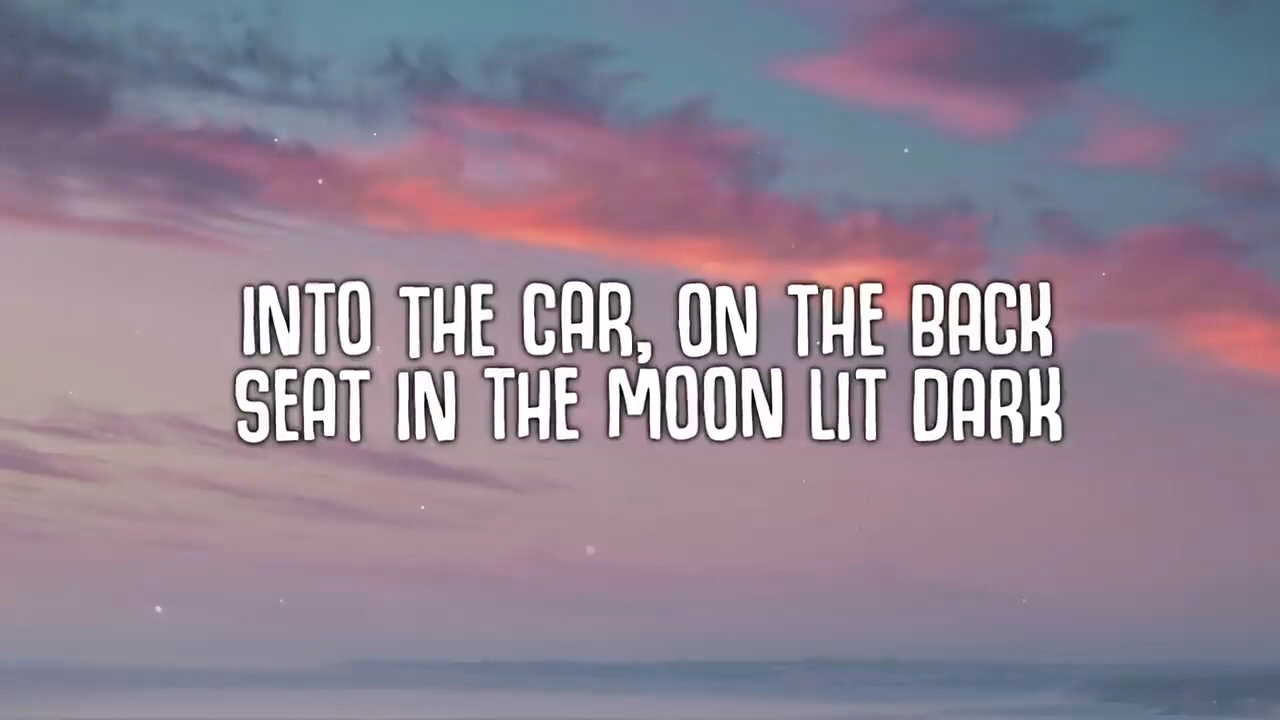 INTO THE CAR, ON THE BACK
SEAT IN THE MOON LIT DARK